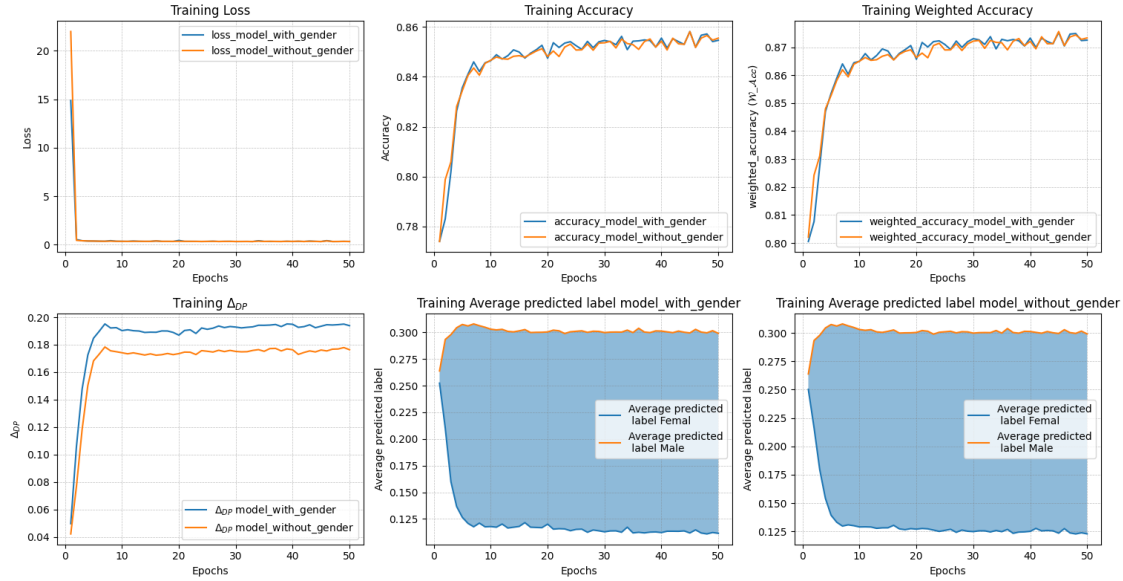 Training Loss
20
15
10
5
0
Loss
loss_model_with_gender
loss_model_without_gender
0 10 20 30 40 50
Epochs
Training Accuracy
0.86
0.84
0.82
0.80
0.78
Accuracy
accuracy_model_with_gender
accuracy_model_without_gender
0 10 20 30 40 50
Epochs
Training Weighted Accuracy
0.87
0.86
0.85
0.84
0.83
0.82
0.81
0.80
weighted_accuracy (𝒲_𝒜cc)
weighted_accuracy_model_with_gender
weighted_accuracy_model_without_gender
0 10 20 30 40 50
Epochs
Training Δ_DP
0.20
0.18
0.16
0.14
0.12
0.10
0.08
0.06
0.04
Δ_DP
Δ_DP model_with_gender
Δ_DP model_without_gender
0 10 20 30 40 50
Epochs
Training Average predicted label model_with_gender
0.300
0.275
0.250
0.225
0.200
0.175
0.150
0.125
Average predicted label
Average predicted
label Femal
Average predicted
label Male
0 10 20 30 40 50
Epochs
Training Average predicted label model_without_gender
0.300
0.275
0.250
0.225
0.200
0.175
0.150
0.125
Average predicted label
Average predicted
label Femal
Average predicted
label Male
0 10 20 30 40 50
Epochs